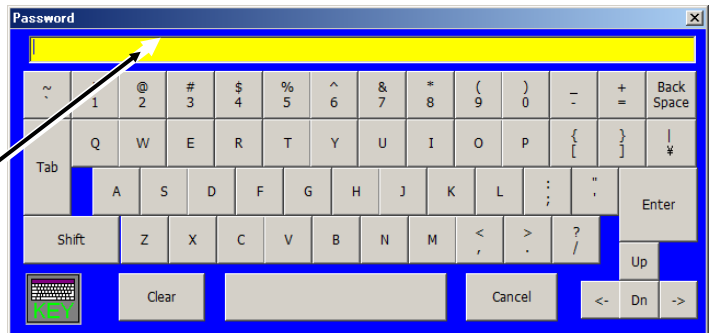 Password
~ @ # $ % ^ & * ( ) _ + Back
` 1 2 3 4 5 6 7 8 9 0 - = Space
Q W E R T Y U I O P { [ } ] | ¥
Tab
A S D F G H J K L : ; " '
Enter
Shift Z X C V B N M < , > . ? /
Up
KEY Clear Cancel <- Dn ->